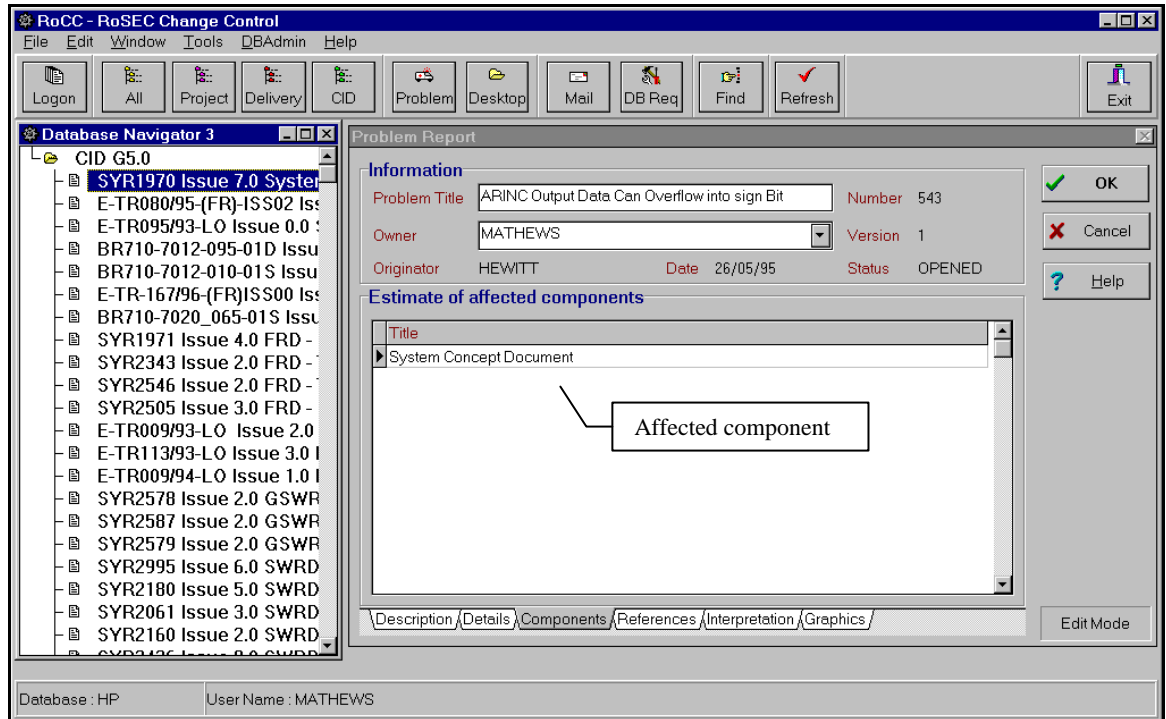 RoCC - RoSEC Change Control
File Edit Window Tools DBAdmin Help
Logon All Project Delivery CID Problem Desktop Mail DB Req Find Refresh Exit
Database Navigator 3
CID G5.0
SYR1970 Issue 7.0 System
E-TR080/95-(FR)-ISS02 Iss
E-TR095/93-LO Issue 0.0
BR710-7012-095-01D Issu
BR710-7012-010-01S Issu
E-TR-167/96-(FR)ISS00 Iss
BR710-7020_065-01S Issu
SYR1971 Issue 4.0 FRD -
SYR2343 Issue 2.0 FRD -
SYR2546 Issue 2.0 FRD -
SYR2505 Issue 3.0 FRD -
E-TR009/93-LO Issue 2.0
E-TR113/93-LO Issue 3.0
E-TR009/94-LO Issue 1.0
SYR2578 Issue 2.0 GSWR
SYR2587 Issue 2.0 GSWR
SYR2579 Issue 2.0 GSWR
SYR2995 Issue 6.0 SWRD
SYR2180 Issue 5.0 SWRD
SYR2061 Issue 3.0 SWRD
SYR2160 Issue 2.0 SWRD
Problem Report
Information
Problem Title ARINC Output Data Can Overflow into sign Bit Number 543
Owner MATHEWS Version 1
Originator HEWITT Date 26/05/95 Status OPENED
Estimate of affected components
Title
System Concept Document
Affected component
Description Details Components References Interpretation Graphics
OK
Cancel
Help
Edit Mode
Database : HP User Name : MATHEWS